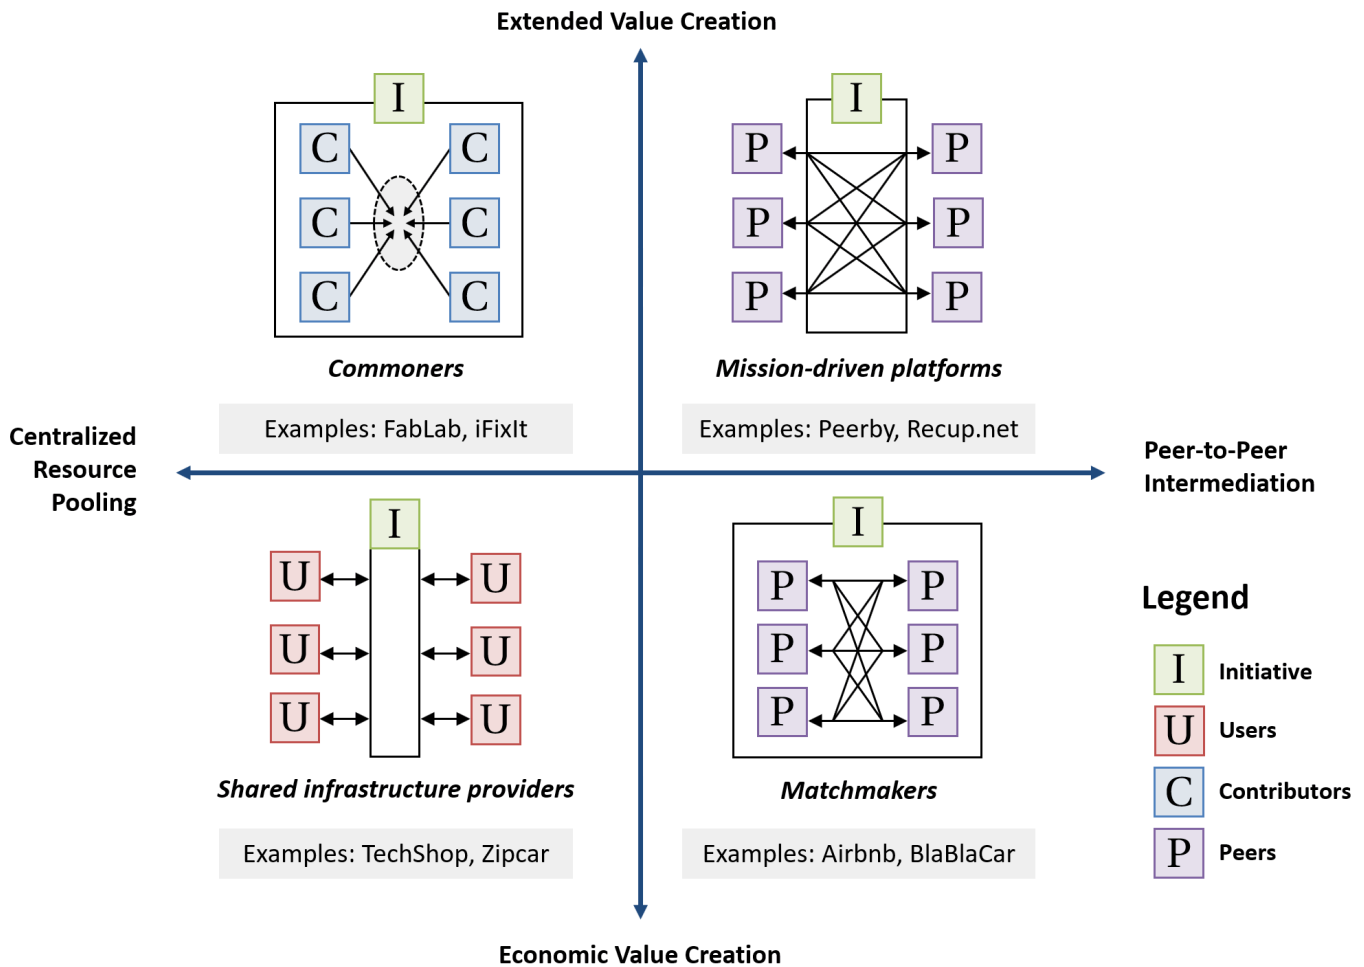 Extended Value Creation
I
C
C
C
C
C
C
Commoners
Examples: FabLab, iFixIt
I
P
P
P
P
P
P
Mission-driven platforms
Examples: Peerby, Recup.net
Centralized
Resource
Pooling
Peer-to-Peer
Intermediation
I
U
U
U
U
U
U
Shared infrastructure providers
Examples: TechShop, Zipcar
I
P
P
P
P
P
P
Matchmakers
Examples: Airbnb, BlaBlaCar
Legend
I Initiative
U Users
C Contributors
P Peers
Economic Value Creation